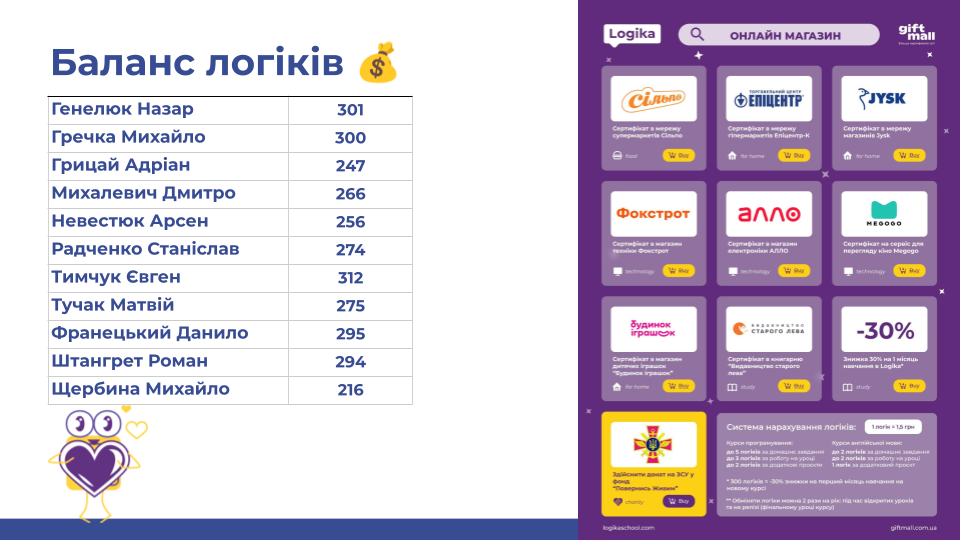 Баланс логіків
Генелюк Назар 301
Гречка Михайло 300
Грицай Адріан 247
Михалевич Дмитро 266
Невестюк Арсен 256
Радченко Станіслав 274
Тимчук Євген 312
Тучак Матвій 275
Франецький Данило 295
Штангрет Роман 294
Щербина Михайло 216
Logika
ОНЛАЙН МАГАЗИН
gift
mall
Сільпо
Сертифікат в мережу
супермаркетів Сільпо
food Buy
ТОРГОВЕЛЬНИЙ ЦЕНТР
ЕПІЦЕНТР
Сертифікат в мережу
гіпермаркетів Епіцентр-К
for home Buy
JYSK
Сертифікат в мережу
магазинів Jysk
for home Buy
Фокстрот
Сертифікат в магазин
техніки Фокстрот
technology Buy
алло
Сертифікат в магазин
електроніки АЛЛО
technology Buy
MEGOGO
Сертифікат на сервіс для
перегляду кіно Megogo
technology Buy
будинок
іграшок
Сертифікат в магазин
дитячих іграшок
"Будинок іграшок"
for home Buy
ВИДАВНИЦТВО
СТАРОГО ЛЕВА
Сертифікат в книгарню
"Видавництво старого
лева"
study Buy
-30%
Знижка 30% на 1 місяць
навчання в Logika*
study Buy
Здійснити донат на ЗСУ у
фонд
"Повернись Живим"
charity Buy
Система нарахування логіків:
1 логік = 1,5 грн
Курси програмування:
до 5 логіків за домашнє завдання
до 3 логіків за роботу на уроці
до 2 логіків за додаткові проєкти
Курси англійської мови:
до 2 логіків за домашнє завдання
до 2 логіків за роботу на уроці
1 логік за додатковий проєкт
* 300 логіків = -30% знижки на перший місяць навчання на
новому курсі
** Обміняти логіки можна 2 рази на рік: під час відкритих уроків
та на релізі (фінальному уроці курсу)
logikaschool.com
giftmall.com.ua